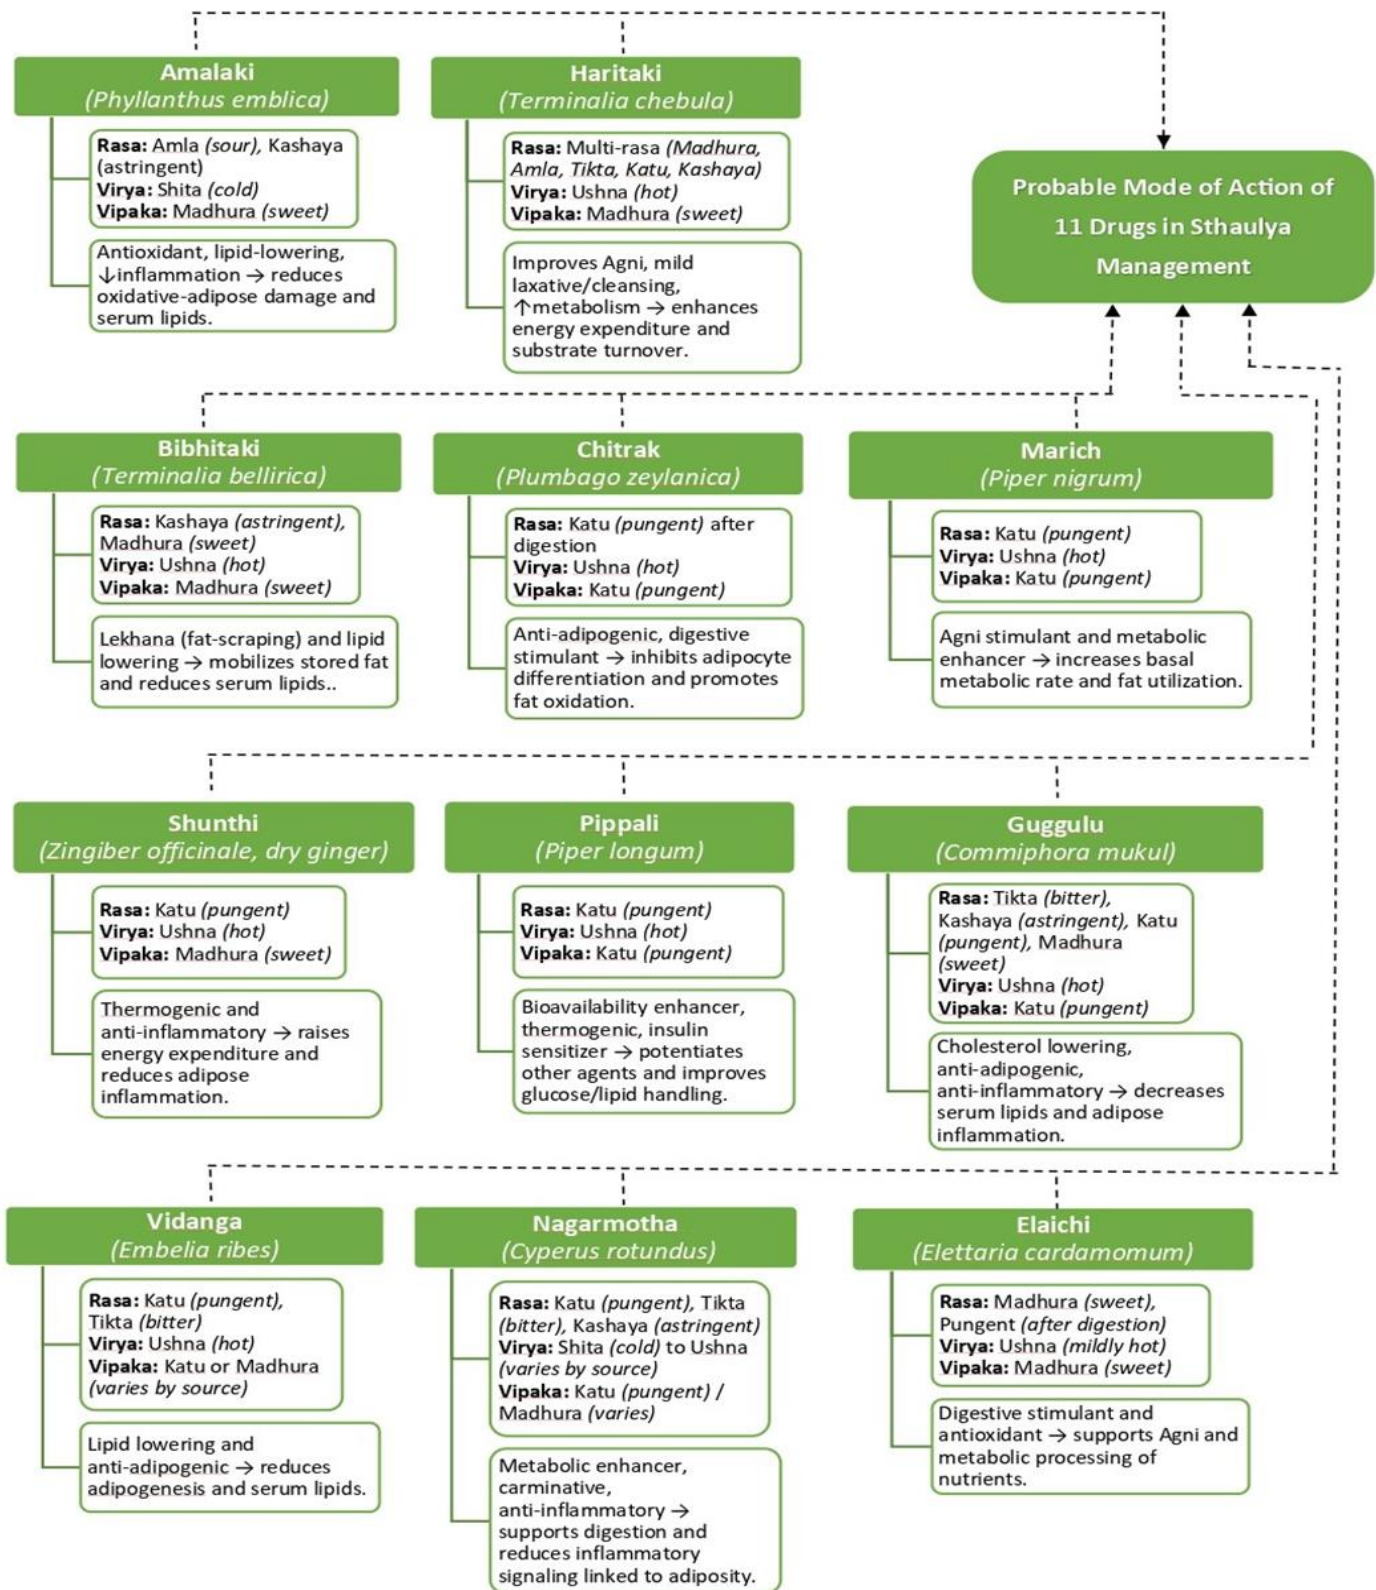 Amalaki
(Phyllanthus emblica)
Rasa: Amla (sour), Kashaya
(astringent)
Virya: Shita (cold)
Vipaka: Madhura (sweet)
Antioxidant, lipid-lowering,
↓inflammation → reduces
oxidative-adipose damage and
serum lipids.
Haritaki
(Terminalia chebula)
Rasa: Multi-rasa (Madhura,
Amla, Tikta, Katu, Kashaya)
Virya: Ushna (hot)
Vipaka: Madhura (sweet)
Improves Agni, mild
laxative/cleansing,
↑metabolism → enhances
energy expenditure and
substrate turnover.
Probable Mode of Action of
11 Drugs in Sthaulya
Management
Bibhitaki
(Terminalia bellirica)
Rasa: Kashaya (astringent),
Madhura (sweet)
Virya: Ushna (hot)
Vipaka: Madhura (sweet)
Lekhana (fat-scraping) and lipid
lowering → mobilizes stored fat
and reduces serum lipids..
Chitrak
(Plumbago zeylanica)
Rasa: Katu (pungent) after
digestion
Virya: Ushna (hot)
Vipaka: Katu (pungent)
Anti-adipogenic, digestive
stimulant → inhibits adipocyte
differentiation and promotes
fat oxidation.
Marich
(Piper nigrum)
Rasa: Katu (pungent)
Virya: Ushna (hot)
Vipaka: Katu (pungent)
Agni stimulant and metabolic
enhancer → increases basal
metabolic rate and fat utilization.
Shunthi
(Zingiber officinale, dry ginger)
Rasa: Katu (pungent)
Virya: Ushna (hot)
Vipaka: Madhura (sweet)
Thermogenic and
anti-inflammatory → raises
energy expenditure and
reduces adipose
inflammation.
Pippali
(Piper longum)
Rasa: Katu (pungent)
Virya: Ushna (hot)
Vipaka: Katu (pungent)
Bioavailability enhancer,
thermogenic, insulin
sensitizer → potentiates
other agents and improves
glucose/lipid handling.
Guggulu
(Commiphora mukul)
Rasa: Tikta (bitter),
Kashaya (astringent), Katu
(pungent), Madhura
(sweet)
Virya: Ushna (hot)
Vipaka: Katu (pungent)
Cholesterol lowering,
anti-adipogenic,
anti-inflammatory → decreases
serum lipids and adipose
inflammation.
Vidanga
(Embelia ribes)
Rasa: Katu (pungent),
Tikta (bitter)
Virya: Ushna (hot)
Vipaka: Katu or Madhura
(varies by source)
Lipid lowering and
anti-adipogenic → reduces
adipogenesis and serum lipids.
Nagarmotha
(Cyperus rotundus)
Rasa: Katu (pungent), Tikta
(bitter), Kashaya (astringent)
Virya: Shita (cold) to Ushna
(varies by source)
Vipaka: Katu (pungent) /
Madhura (varies)
Metabolic enhancer,
carminative,
anti-inflammatory →
supports digestion and
reduces inflammatory
signaling linked to adiposity.
Elaichi
(Elettaria cardamomum)
Rasa: Madhura (sweet),
Pungent (after digestion)
Virya: Ushna (mildly hot)
Vipaka: Madhura (sweet)
Digestive stimulant and
antioxidant → supports Agni and
metabolic processing of
nutrients.